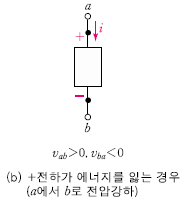 a
i
+
−
b
v_ab>0, v_ba<0
(b) +전하가 에너지를 잃는 경우
(a에서 b로 전압강하)